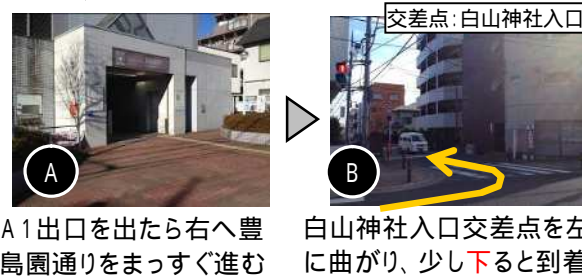 交差点：白山神社入口
A
B
A1出口を出たら右へ豊
島園通りをまっすぐ進む
白山神社入口交差点を左
に曲がり、少し下ると到着